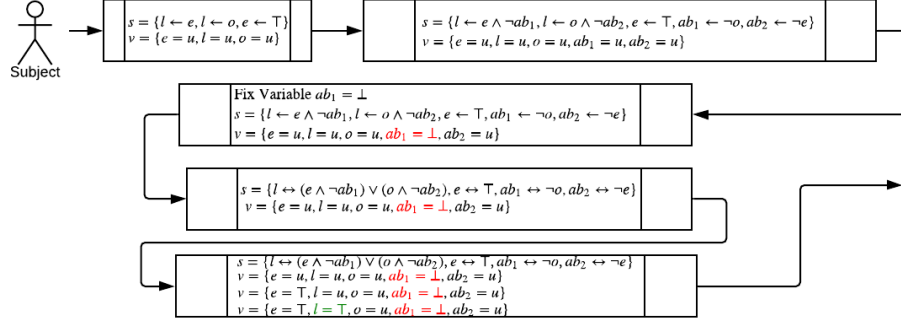 s = {l ← e, l ← o, e ← ⊤}
v = {e = u, l = u, o = u}
s = {l ← e ∧ ¬ab₁, l ← o ∧ ¬ab₂, e ← ⊤, ab₁ ← ¬o, ab₂ ← ¬e}
v = {e = u, l = u, o = u, ab₁ = u, ab₂ = u}
Subject
Fix Variable ab₁ = ⊥
s = {l ← e ∧ ¬ab₁, l ← o ∧ ¬ab₂, e ← ⊤, ab₁ ← ¬o, ab₂ ← ¬e}
v = {e = u, l = u, o = u, ab₁ = ⊥, ab₂ = u}
s = {l ↔ (e ∧ ¬ab₁) ∨ (o ∧ ¬ab₂), e ↔ ⊤, ab₁ ↔ ¬o, ab₂ ↔ ¬e}
v = {e = u, l = u, o = u, ab₁ = ⊥, ab₂ = u}
s = {l ↔ (e ∧ ¬ab₁) ∨ (o ∧ ¬ab₂), e ↔ ⊤, ab₁ ↔ ¬o, ab₂ ↔ ¬e}
v = {e = u, l = u, o = u, ab₁ = ⊥, ab₂ = u}
v = {e = ⊤, l = u, o = u, ab₁ = ⊥, ab₂ = u}
v = {e = ⊤, l = ⊤, o = u, ab₁ = ⊥, ab₂ = u}